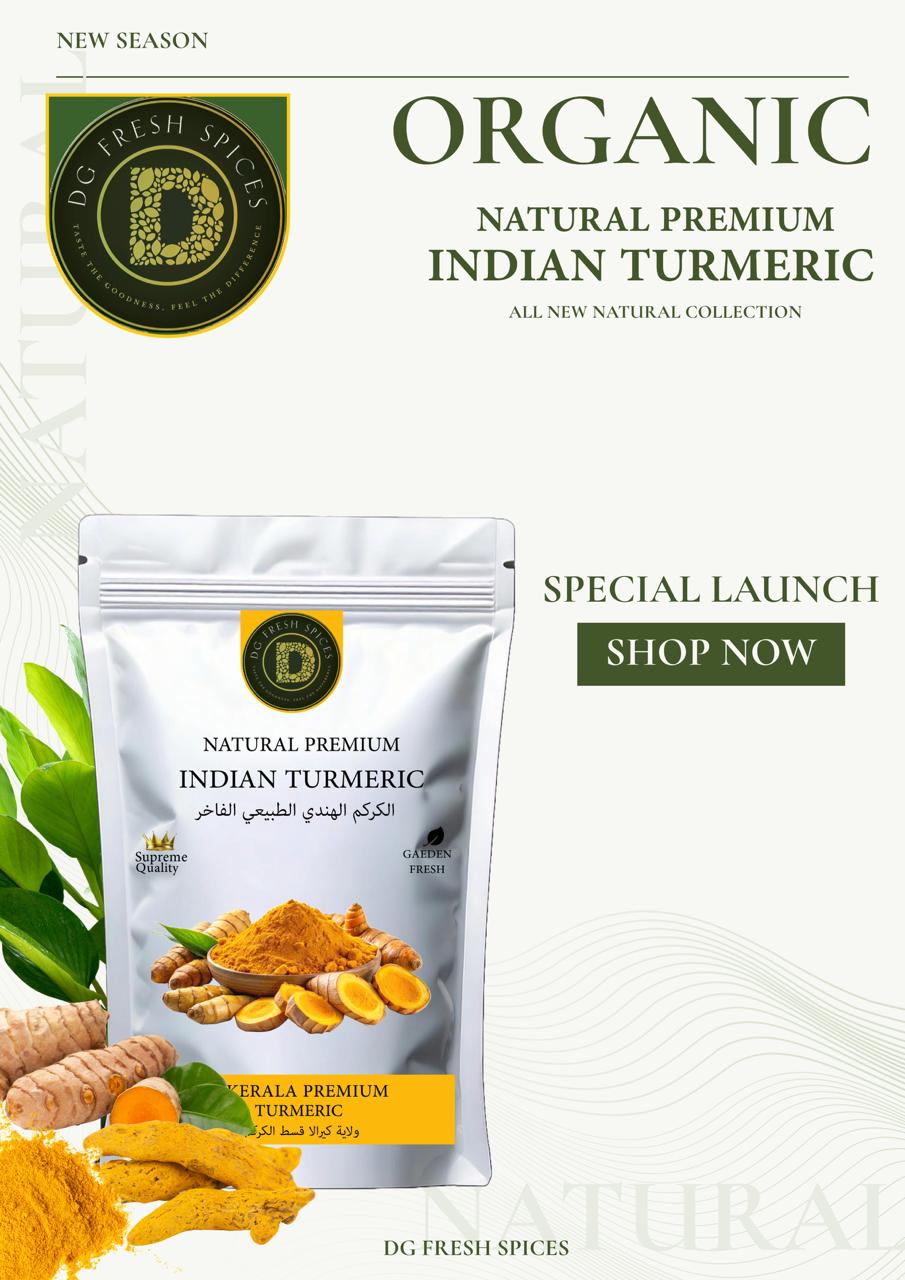 NEW SEASON
NATURAL
DG FRESH SPICES
D
TASTE THE GOODNESS, FEEL THE DIFFERENCE
ORGANIC
NATURAL PREMIUM
INDIAN TURMERIC
ALL NEW NATURAL COLLECTION
SPECIAL LAUNCH
SHOP NOW
DG FRESH SPICES
D
NATURAL PREMIUM
INDIAN TURMERIC
الكركم الهندي الطبيعي الفاخر
Supreme
Quality
GAEDEN
FRESH
KERALA PREMIUM
TURMERIC
ولاية كيرالا قسط
NATURAL
DG FRESH SPICES